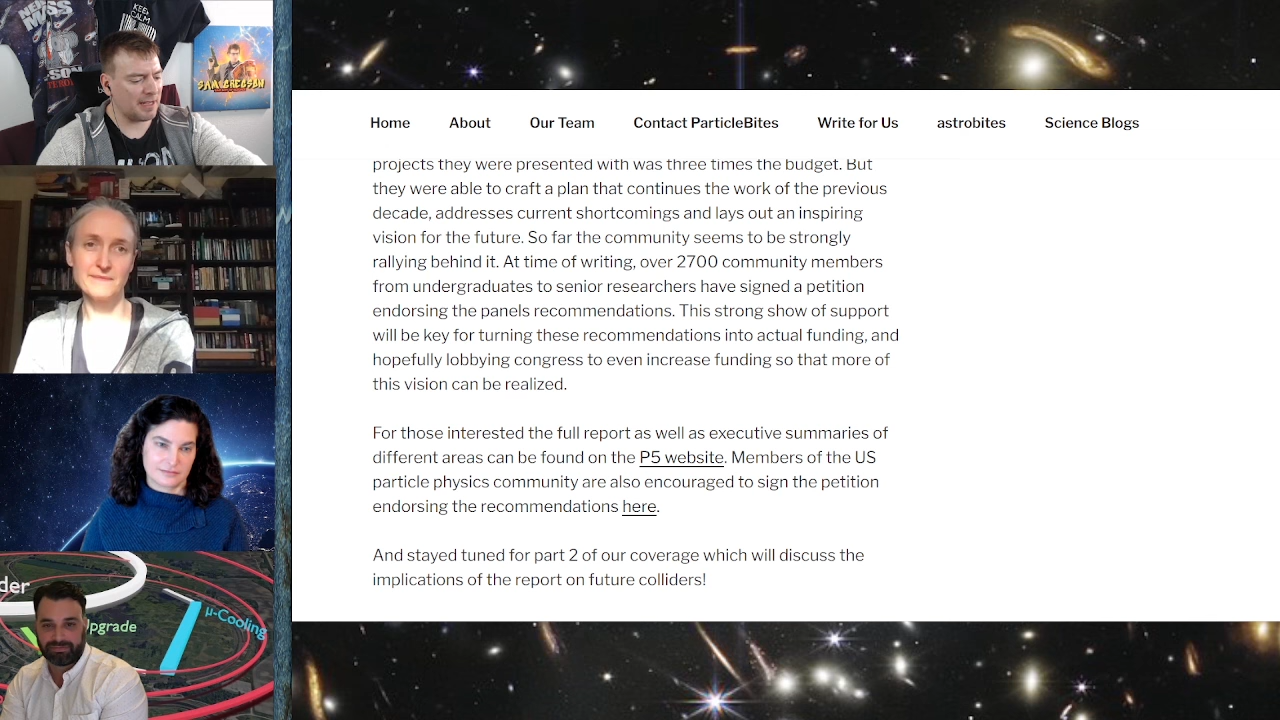 NEMISS
KEEP
CALM
SAM GREGSON
Home About Our Team Contact ParticleBites Write for Us astrobites Science Blogs
projects they were presented with was three times the budget. But
they were able to craft a plan that continues the work of the previous
decade, addresses current shortcomings and lays out an inspiring
vision for the future. So far the community seems to be strongly
rallying behind it. At time of writing, over 2700 community members
from undergraduates to senior researchers have signed a petition
endorsing the panels recommendations. This strong show of support
will be key for turning these recommendations into actual funding, and
hopefully lobbying congress to even increase funding so that more of
this vision can be realized.
For those interested the full report as well as executive summaries of
different areas can be found on the P5 website. Members of the US
particle physics community are also encouraged to sign the petition
endorsing the recommendations here.
And stayed tuned for part 2 of our coverage which will discuss the
implications of the report on future colliders!
der
Upgrade
μ-Cooling